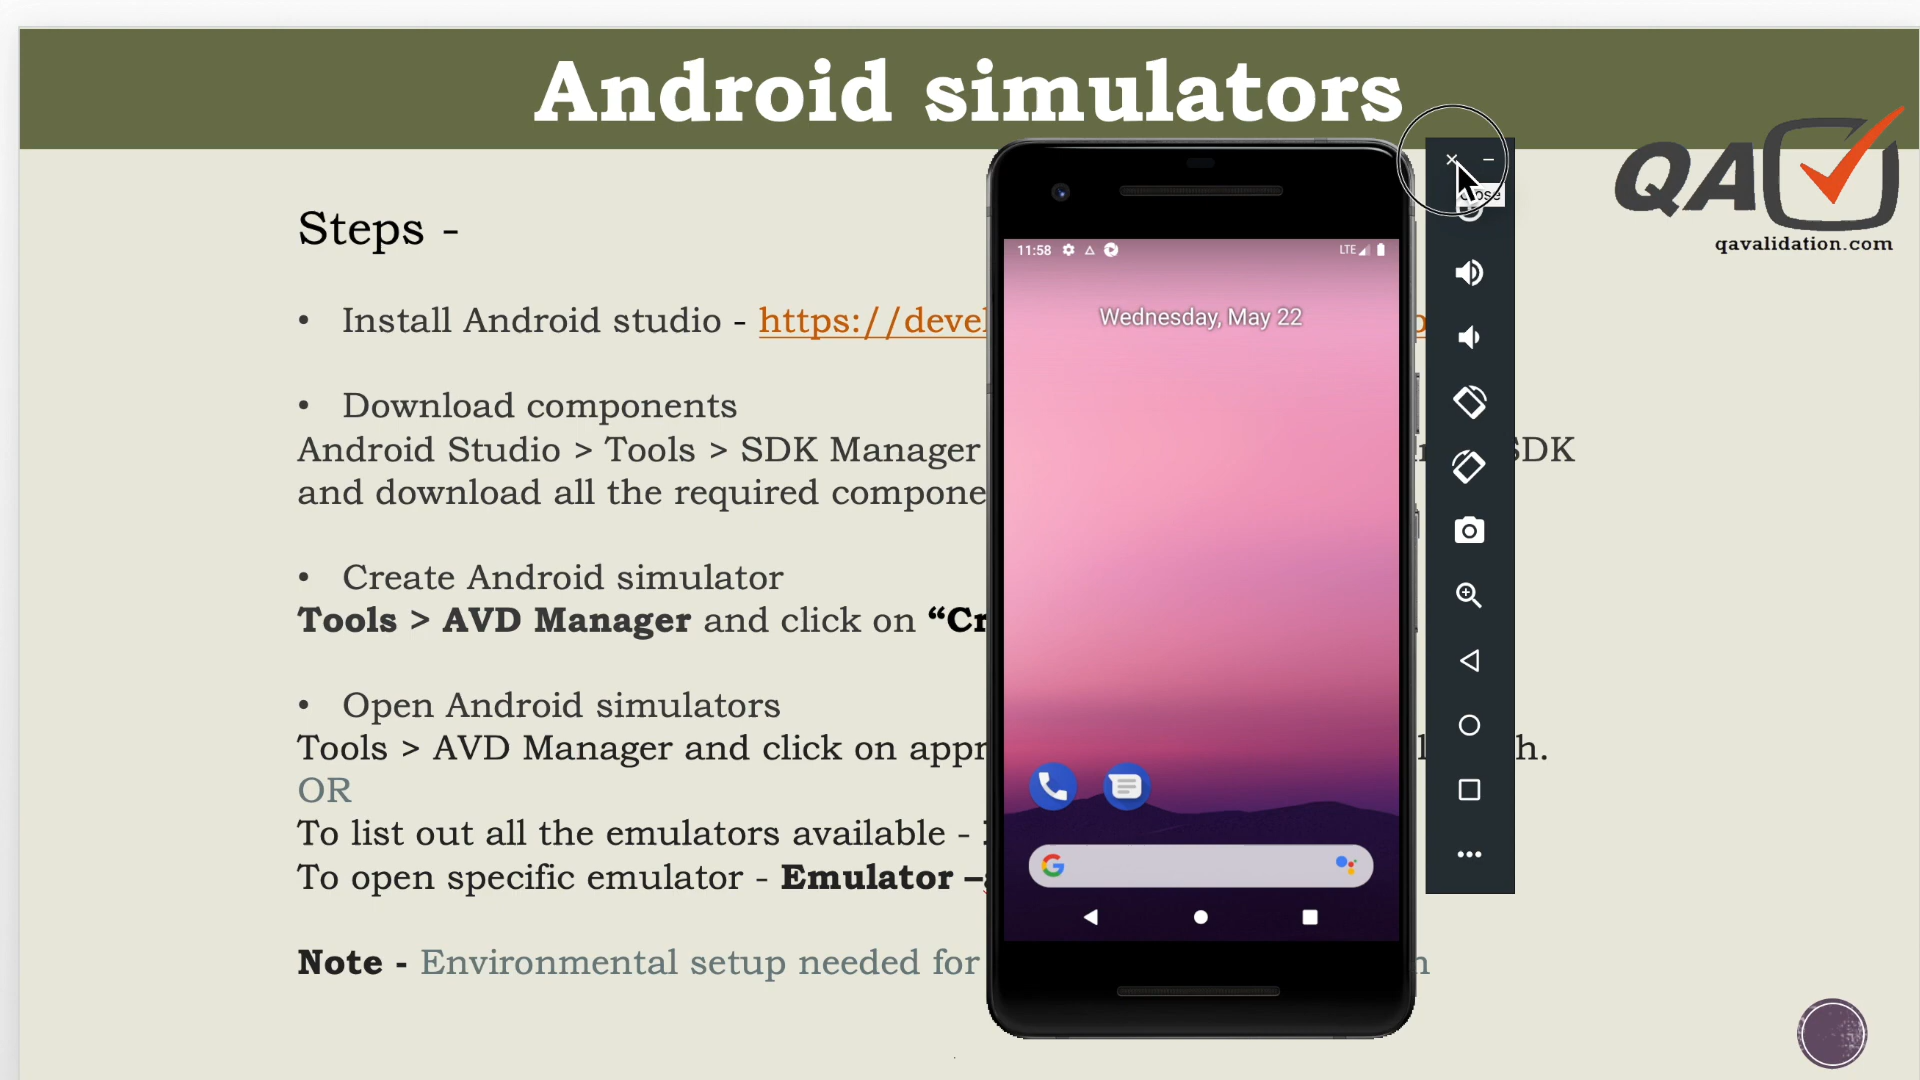 Android simulators
QA
qavalidation.com
Steps -
• Install Android studio - https://devel
• Download components
Android Studio > Tools > SDK Manager SDK
and download all the required compone
• Create Android simulator
Tools > AVD Manager and click on “Cr
• Open Android simulators
Tools > AVD Manager and click on appr h.
OR
To list out all the emulators available -
To open specific emulator - Emulator –
Note - Environmental setup needed for
11:58
LTE
Wednesday, May 22